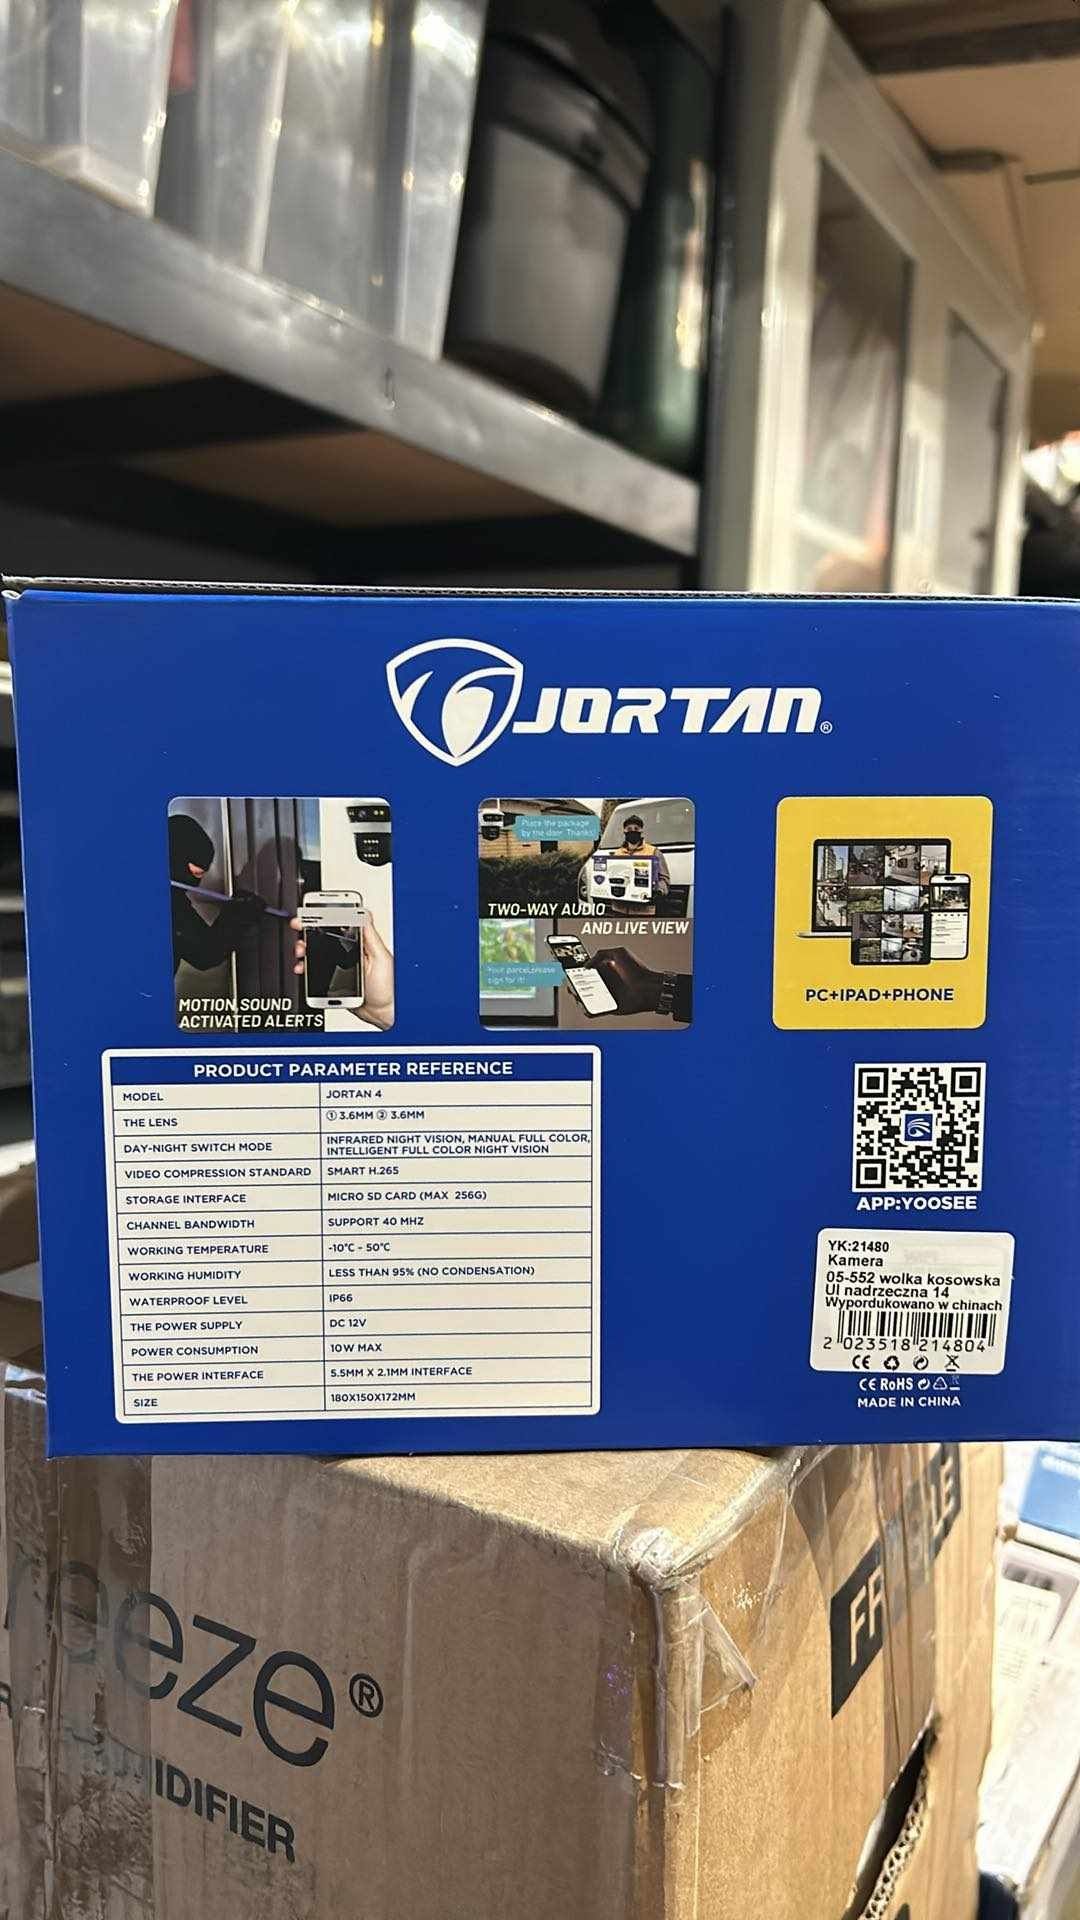 JORTAN®
Place the package
by the door. Thanks!
TWO-WAY AUDIO
AND LIVE VIEW
Your parcel,please
sign for it!
MOTION,SOUND
ACTIVATED ALERTS
PC+IPAD+PHONE
PRODUCT PARAMETER REFERENCE
MODEL JORTAN 4
THE LENS ① 3.6MM ② 3.6MM
DAY-NIGHT SWITCH MODE INFRARED NIGHT VISION, MANUAL FULL COLOR,
INTELLIGENT FULL COLOR NIGHT VISION
VIDEO COMPRESSION STANDARD SMART H.265
STORAGE INTERFACE MICRO SD CARD (MAX 256G)
CHANNEL BANDWIDTH SUPPORT 40 MHZ
WORKING TEMPERATURE -10°C - 50°C
WORKING HUMIDITY LESS THAN 95% (NO CONDENSATION)
WATERPROOF LEVEL IP66
THE POWER SUPPLY DC 12V
POWER CONSUMPTION 10W MAX
THE POWER INTERFACE 5.5MM X 2.1MM INTERFACE
SIZE 180X150X172MM
APP:YOOSEE
YK:21480
Kamera
05-552 wolka kosowska
Ul nadrzeczna 14
Wypordukowano w chinach
2 023518 214804
CE
CE RoHS
MADE IN CHINA
eeze®
IDIFIER